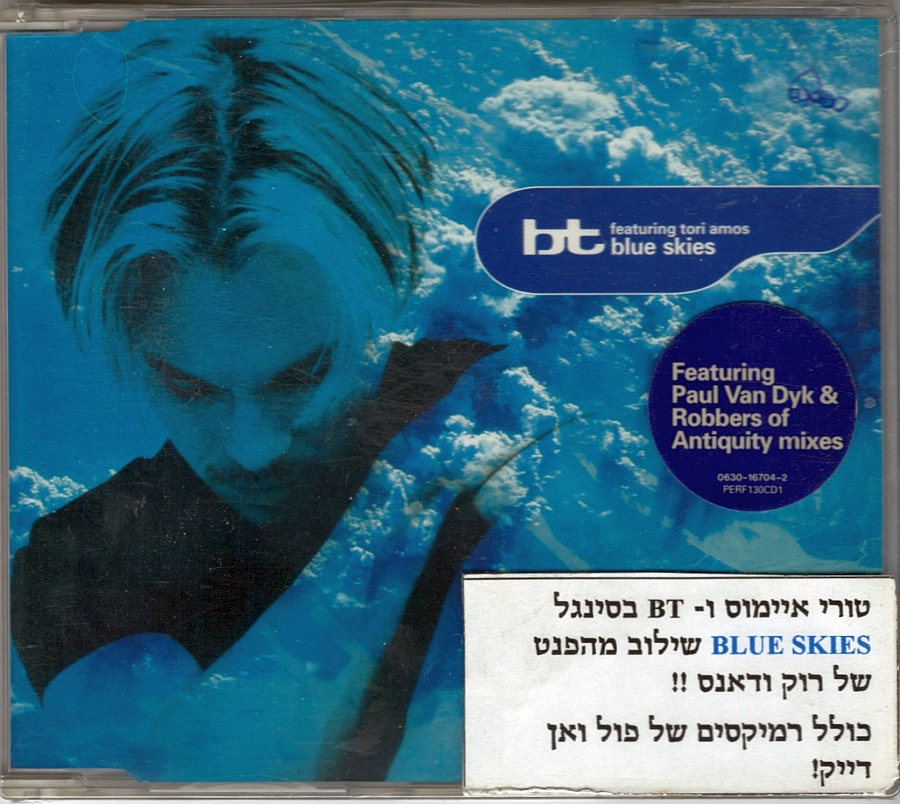 bt featuring tori amos
blue skies
Featuring
Paul Van Dyk &
Robbers of
Antiquity mixes
0630-16704-2
PERF130CD1
טורי איימוס ו- BT בסינגל
BLUE SKIES שילוב מהפנט
של רוק ודאנס !!
כולל רמיקסים של פול ואן
דייק!